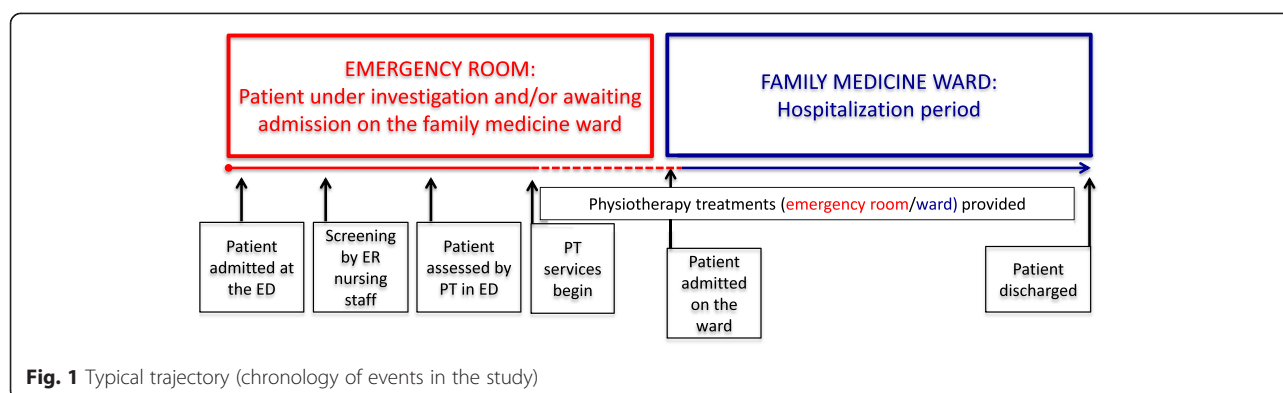 EMERGENCY ROOM:
Patient under investigation and/or awaiting
admission on the family medicine ward
FAMILY MEDICINE WARD:
Hospitalization period
Physiotherapy treatments (emergency room/ward) provided
Patient
admitted at
the ED
Screening
by ER
nursing
staff
Patient
assessed by
PT in ED
PT
services
begin
Patient
admitted
on the
ward
Patient
discharged
Fig. 1 Typical trajectory (chronology of events in the study)